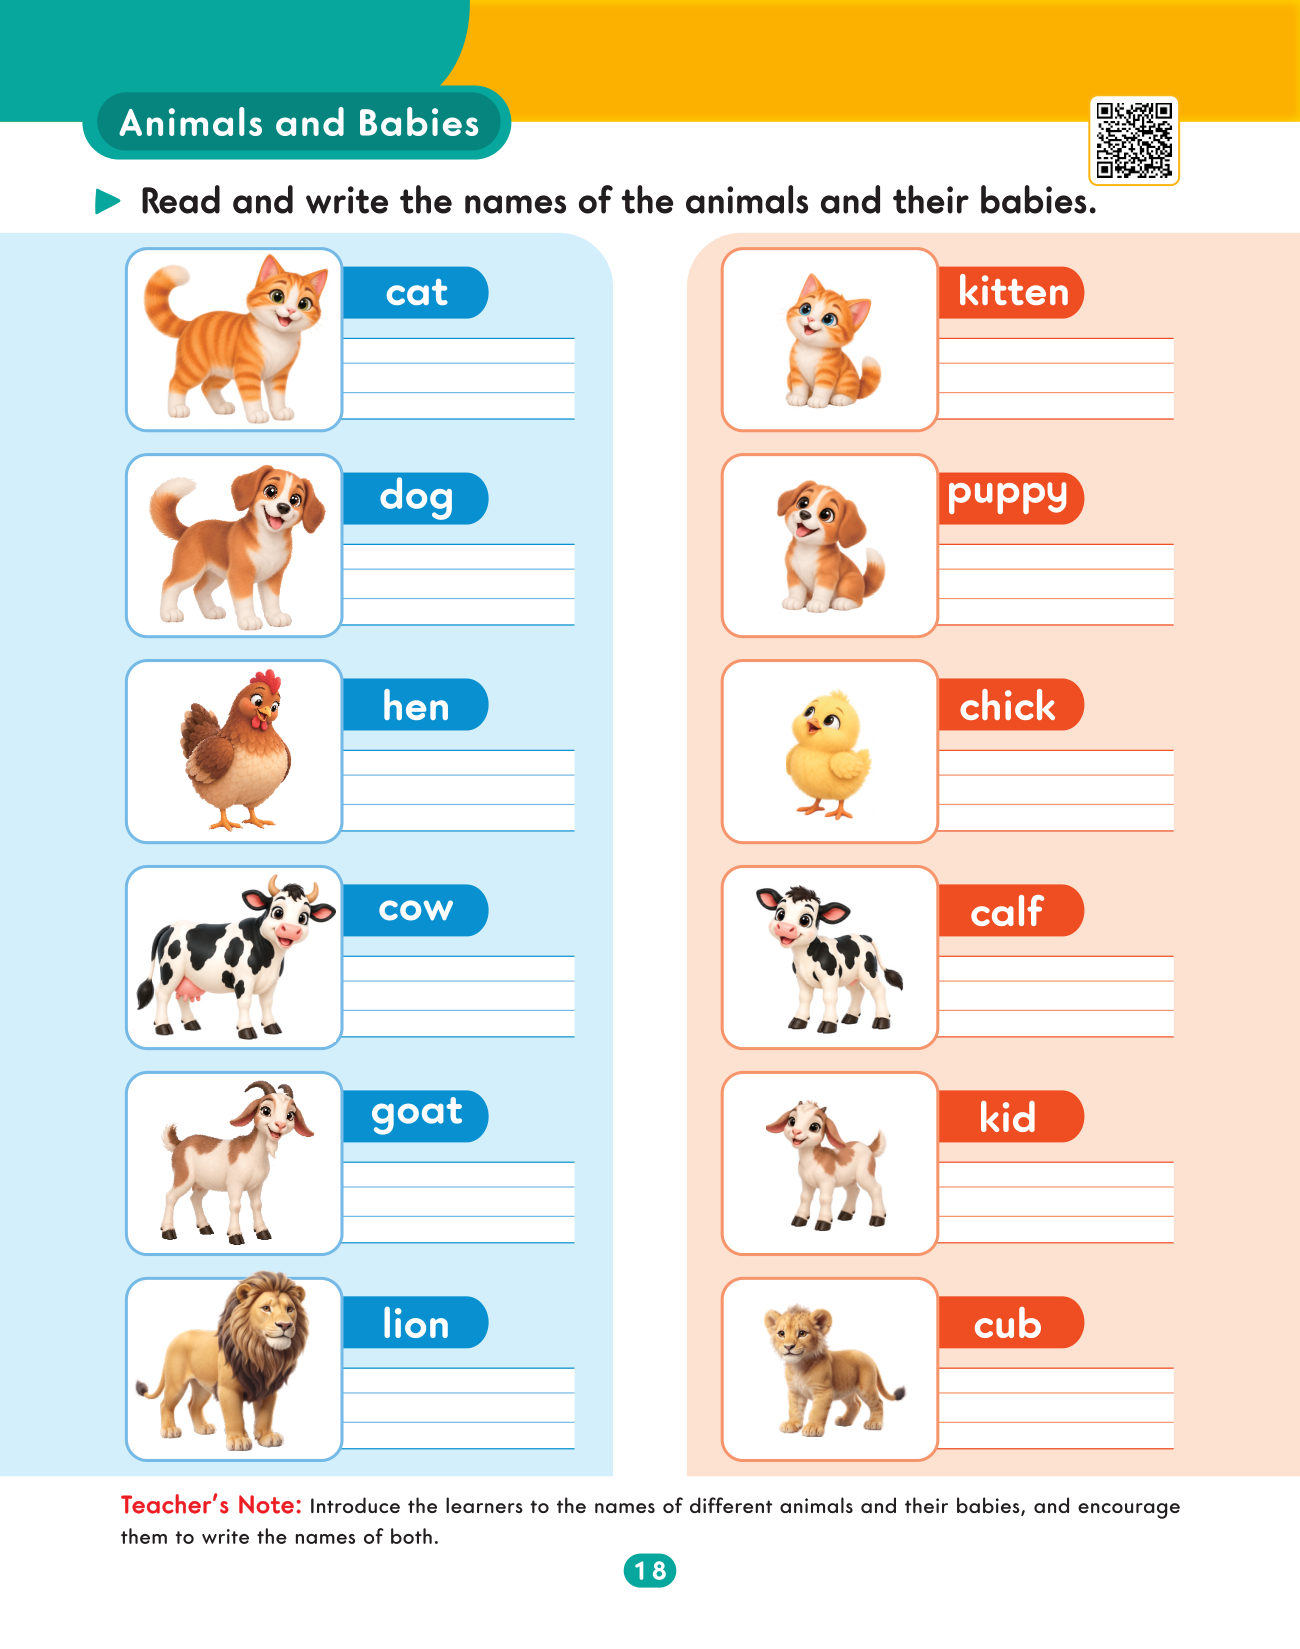 Animals and Babies
Read and write the names of the animals and their babies.
cat
kitten
dog
puppy
hen
chick
cow
calf
goat
kid
lion
cub
Teacher's Note: Introduce the learners to the names of different animals and their babies, and encourage
them to write the names of both.
18